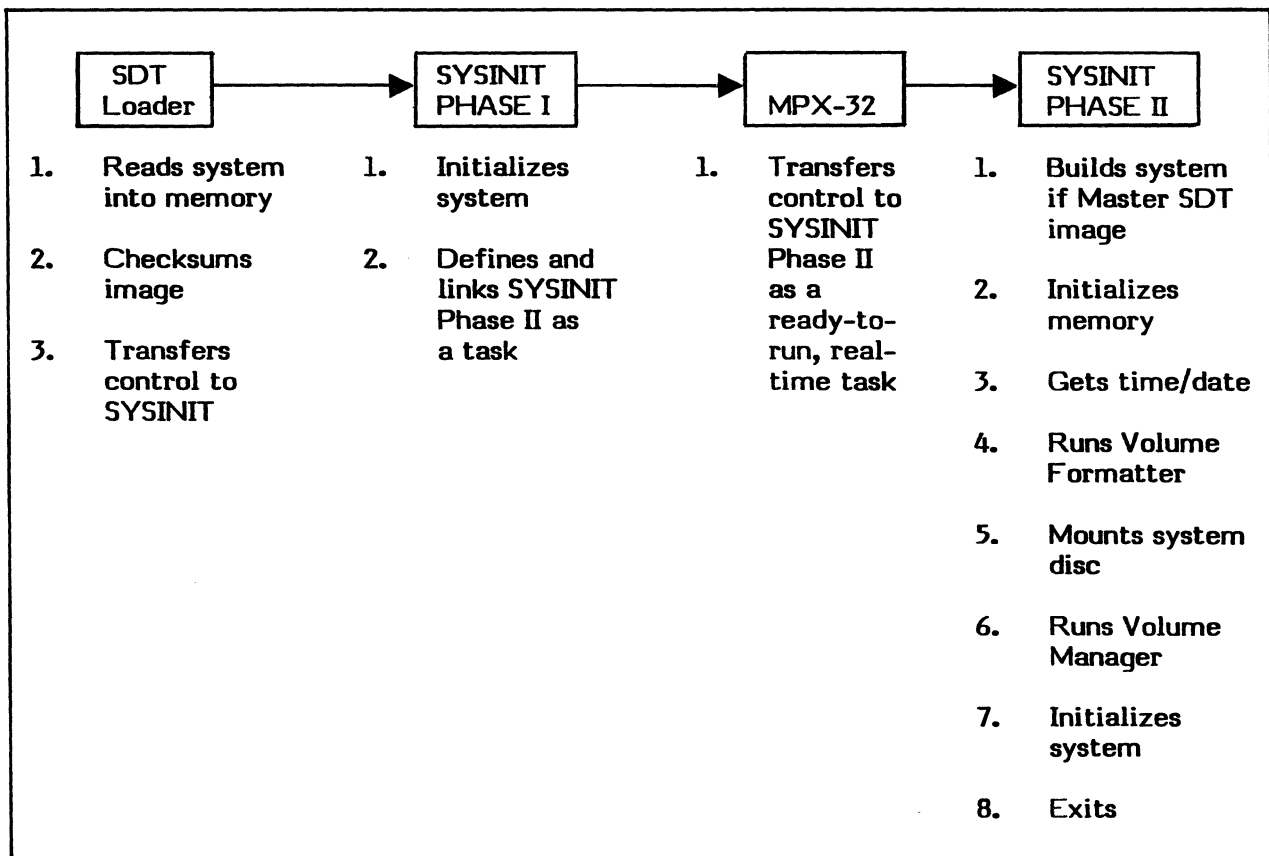 SDT
Loader
SYSINIT
PHASE I
MPX-32
SYSINIT
PHASE II
1. Reads system
into memory
2. Checksums
image
3. Transfers
control to
SYSINIT
1. Initializes
system
2. Defines and
links SYSINIT
Phase II as
a task
1. Transfers
control to
SYSINIT
Phase II
as a
ready-to-
run, real-
time task
1. Builds system
if Master SDT
image
2. Initializes
memory
3. Gets time/date
4. Runs Volume
Formatter
5. Mounts system
disc
6. Runs Volume
Manager
7. Initializes
system
8. Exits